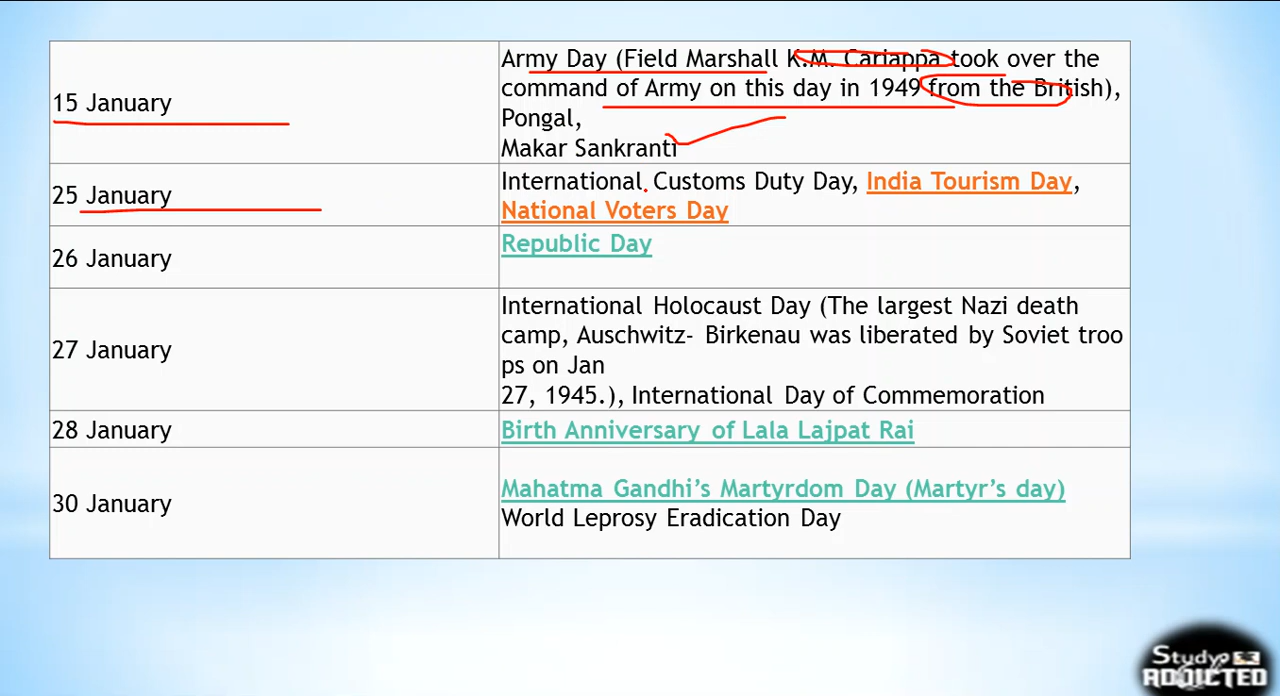 15 January
Army Day (Field Marshall K.M. Cariappa took over the
command of Army on this day in 1949 from the British),
Pongal,
Makar Sankranti
25 January
International Customs Duty Day, India Tourism Day,
National Voters Day
26 January
Republic Day
27 January
International Holocaust Day (The largest Nazi death
camp, Auschwitz- Birkenau was liberated by Soviet troo
ps on Jan
27, 1945.), International Day of Commemoration
28 January
Birth Anniversary of Lala Lajpat Rai
30 January
Mahatma Gandhi’s Martyrdom Day (Martyr’s day)
World Leprosy Eradication Day
Study
ADDICTED